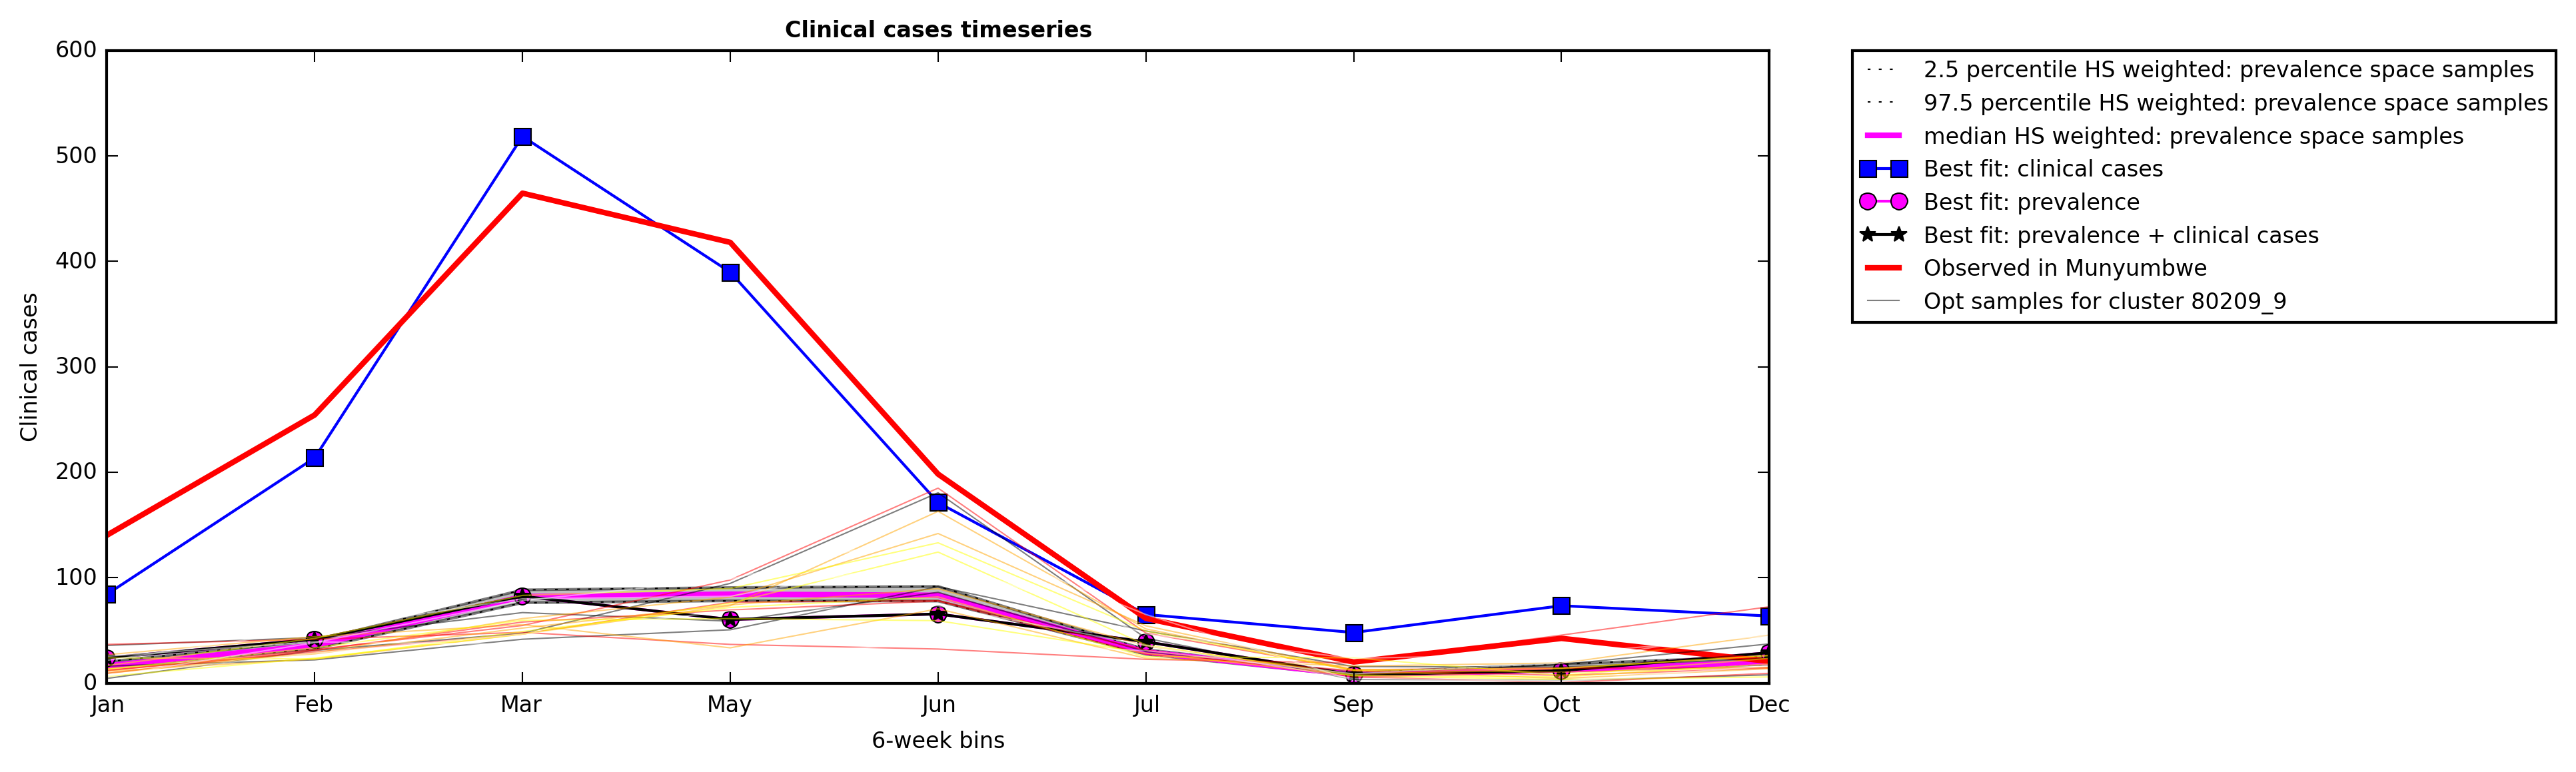 Clinical cases timeseries
600
500
400
300
200
100
0
Clinical cases
Jan Feb Mar May Jun Jul Sep Oct Dec
6-week bins
2.5 percentile HS weighted: prevalence space samples
97.5 percentile HS weighted: prevalence space samples
median HS weighted: prevalence space samples
Best fit: clinical cases
Best fit: prevalence
Best fit: prevalence + clinical cases
Observed in Munyumbwe
Opt samples for cluster 80209_9